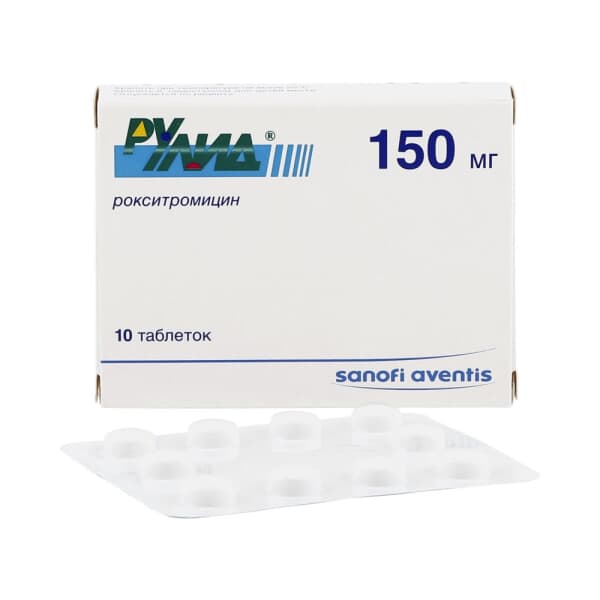 РУЛИД®
150 мг
рокситромицин
10 таблеток
sanofi aventis